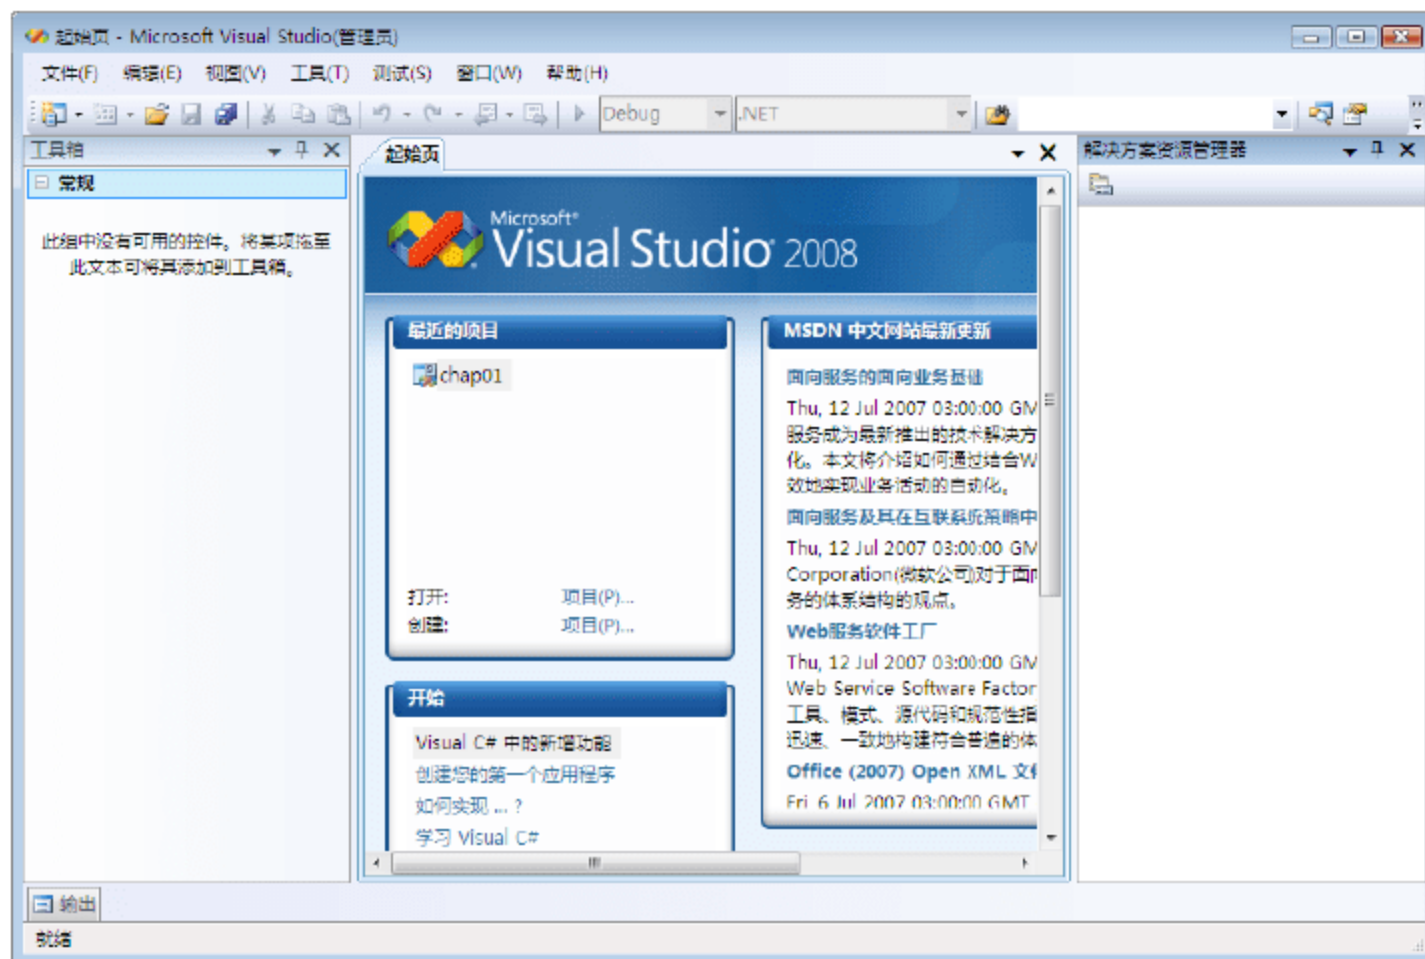 起始页 - Microsoft Visual Studio(管理员)
文件(F) 编辑(E) 视图(V) 工具(T) 测试(S) 窗口(W) 帮助(H)
Debug .NET
工具箱
常规
此组中没有可用的控件。将某项拖至
此文本可将其添加到工具箱。
起始页
Microsoft®
Visual Studio® 2008
最近的项目
chap01
打开: 项目(P)...
创建: 项目(P)...
开始
Visual C# 中的新增功能
创建您的第一个应用程序
如何实现 ... ?
学习 Visual C#
MSDN 中文网站最新更新
面向服务的面向业务基础
Thu, 12 Jul 2007 03:00:00 GM
服务成为最新推出的技术解决方
化。本文将介绍如何通过结合W
效地实现业务活动的自动化。
面向服务及其在互联系统策略中
Thu, 12 Jul 2007 03:00:00 GM
Corporation(微软公司)对于面向
务的体系结构的观点。
Web服务软件工厂
Thu, 12 Jul 2007 03:00:00 GM
Web Service Software Factor
工具、模式、源代码和规范性指
迅速、一致地构建符合普遍的体
Office (2007) Open XML 文件
Fri, 6 Jul 2007 03:00:00 GMT
解决方案资源管理器
输出
就绪